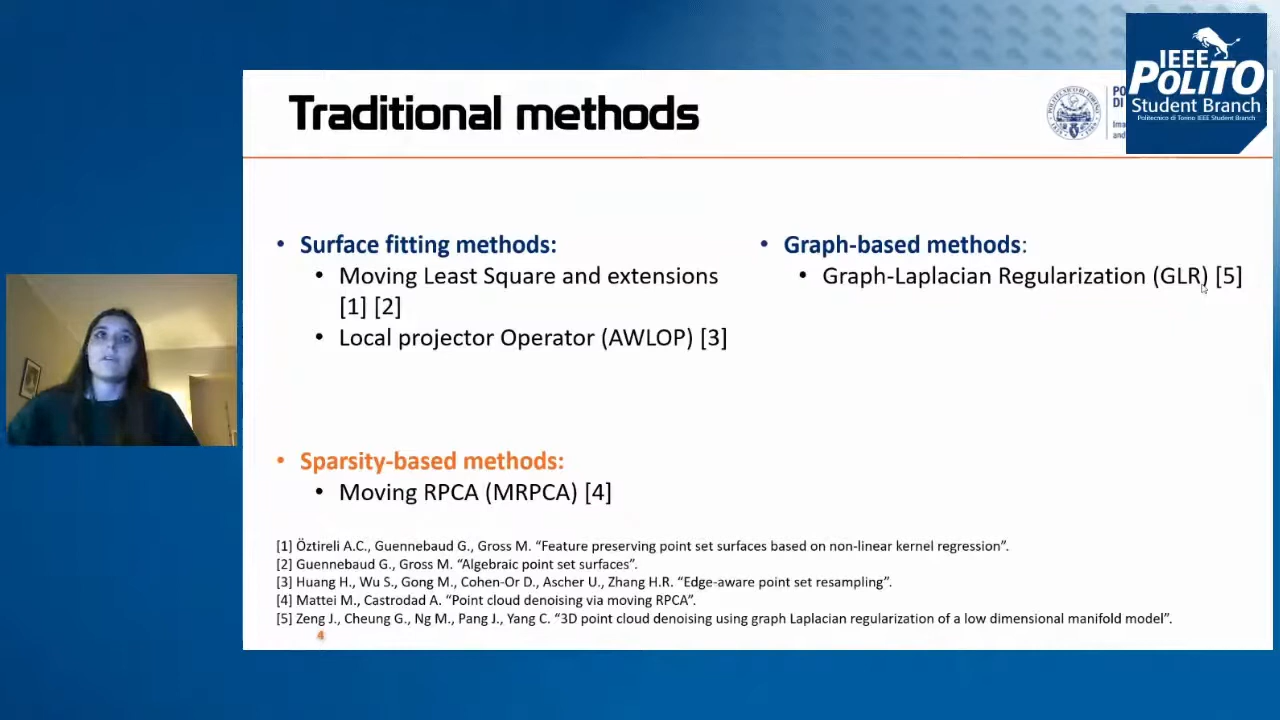 Traditional methods
PO
DI
Ima
and
IEEE
POLITO
Student Branch
Politecnico di Torino IEEE Student Branch
• Surface fitting methods:
• Moving Least Square and extensions
[1] [2]
• Local projector Operator (AWLOP) [3]
• Graph-based methods:
• Graph-Laplacian Regularization (GLR) [5]
• Sparsity-based methods:
• Moving RPCA (MRPCA) [4]
[1] Öztireli A.C., Guennebaud G., Gross M. “Feature preserving point set surfaces based on non-linear kernel regression”.
[2] Guennebaud G., Gross M. “Algebraic point set surfaces”.
[3] Huang H., Wu S., Gong M., Cohen-Or D., Ascher U., Zhang H.R. “Edge-aware point set resampling”.
[4] Mattei M., Castrodad A. “Point cloud denoising via moving RPCA”.
[5] Zeng J., Cheung G., Ng M., Pang J., Yang C. “3D point cloud denoising using graph Laplacian regularization of a low dimensional manifold model”.
4